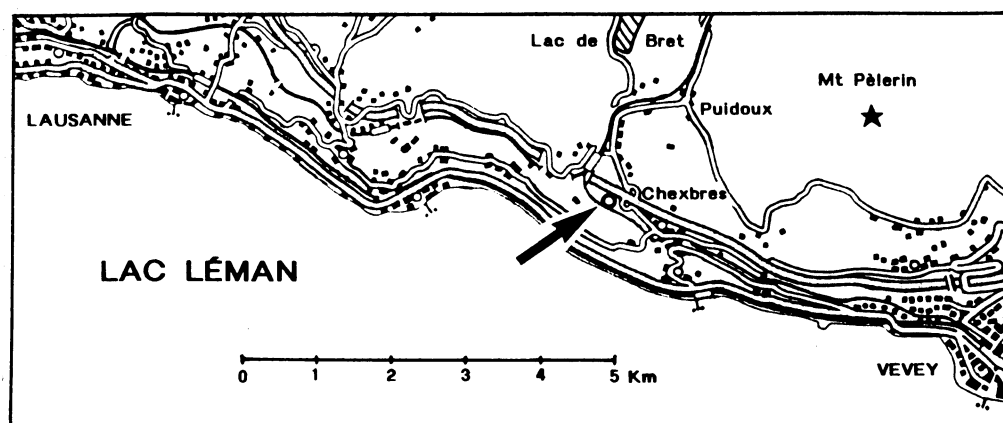 Lac de Bret
Mt Pèlerin
Puidoux
LAUSANNE
Chexbres
LAC LÉMAN
0 1 2 3 4 5 Km
VEVEY